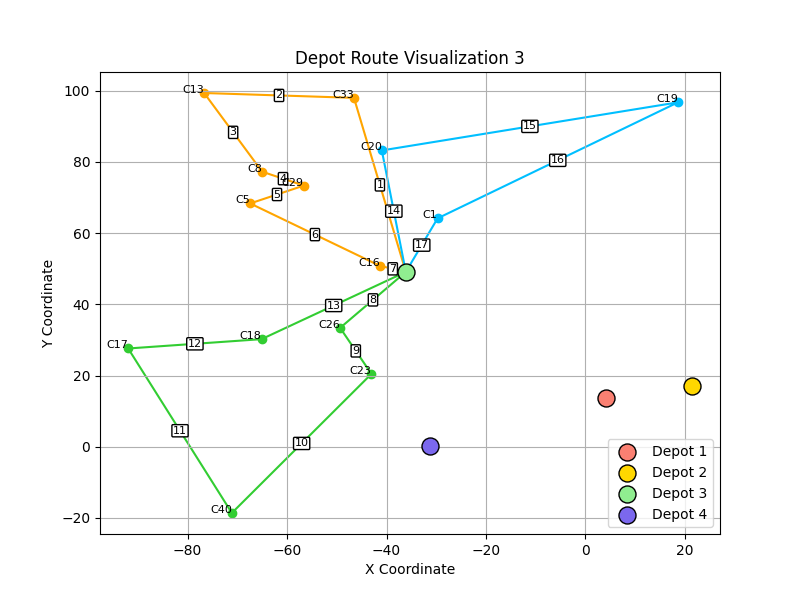 Depot Route Visualization 3
Y Coordinate
100
80
60
40
20
0
−20
C13
2
C33
C19
15
3
C20
16
C8
4
C29
1
5
C5
14
C1
6
17
C16
7
8
13
C26
C18
12
C17
9
C23
11
10
C40
Depot 1
Depot 2
Depot 3
Depot 4
−80
−60
−40
−20
0
20
X Coordinate